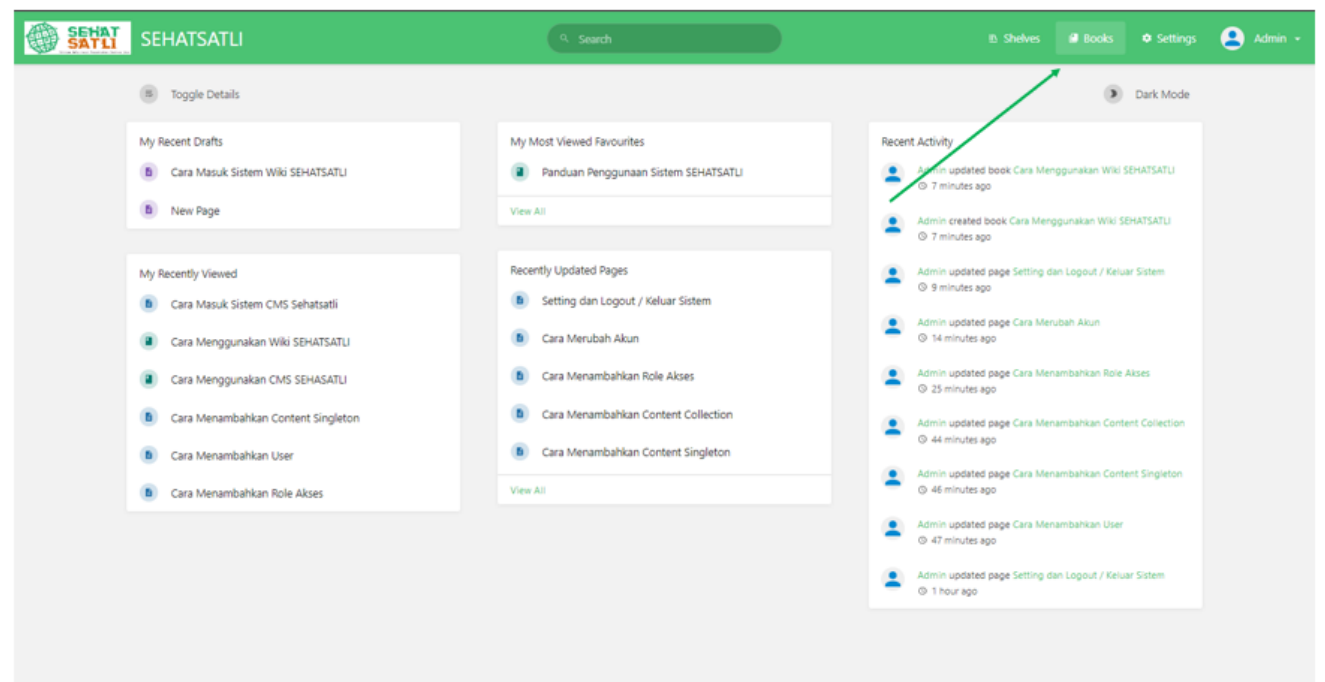 SEHAT
SATLI
SEHATSATLI
Search
Shelves
Books
Settings
Admin
Toggle Details
Dark Mode
My Recent Drafts
Cara Masuk Sistem Wiki SEHATSATLI
New Page
My Recently Viewed
Cara Masuk Sistem CMS Sehatsatli
Cara Menggunakan Wiki SEHATSATLI
Cara Menggunakan CMS SEHASATLI
Cara Menambahkan Content Singleton
Cara Menambahkan User
Cara Menambahkan Role Akses
My Most Viewed Favourites
Panduan Penggunaan Sistem SEHATSATLI
View All
Recently Updated Pages
Setting dan Logout / Keluar Sistem
Cara Merubah Akun
Cara Menambahkan Role Akses
Cara Menambahkan Content Collection
Cara Menambahkan Content Singleton
View All
Recent Activity
Admin updated book Cara Menggunakan Wiki SEHATSATLI
7 minutes ago
Admin created book Cara Menggunakan Wiki SEHATSATLI
7 minutes ago
Admin updated page Setting dan Logout / Keluar Sistem
9 minutes ago
Admin updated page Cara Merubah Akun
14 minutes ago
Admin updated page Cara Menambahkan Role Akses
25 minutes ago
Admin updated page Cara Menambahkan Content Collection
44 minutes ago
Admin updated page Cara Menambahkan Content Singleton
46 minutes ago
Admin updated page Cara Menambahkan User
47 minutes ago
Admin updated page Setting dan Logout / Keluar Sistem
1 hour ago